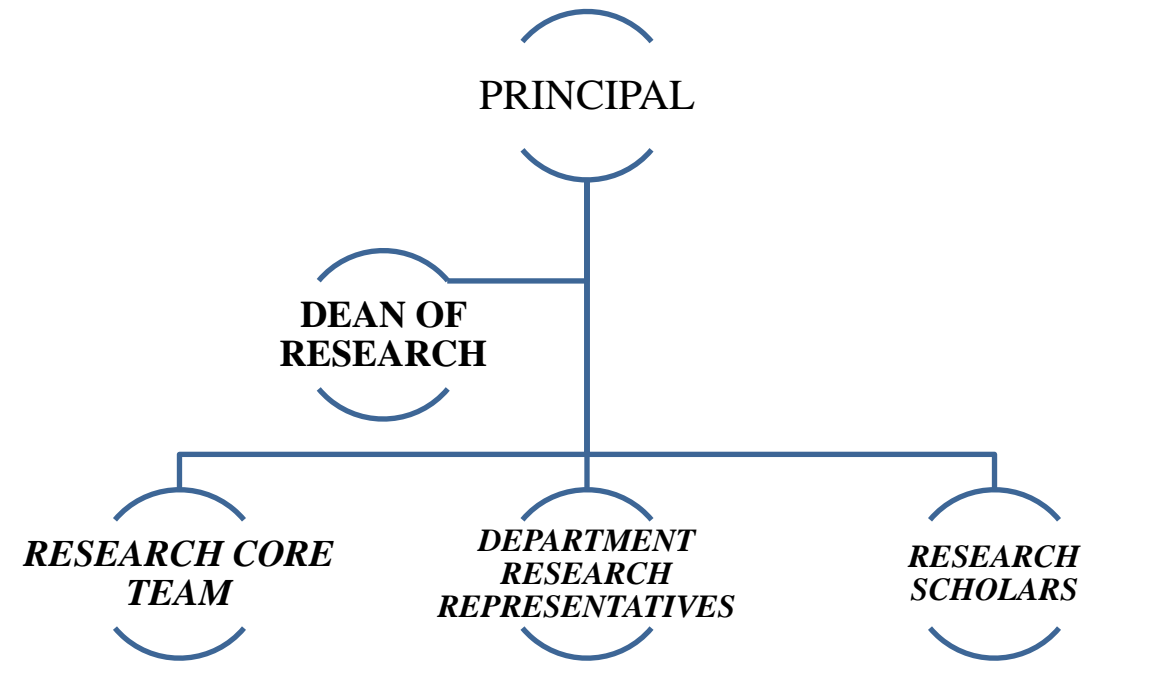 PRINCIPAL
DEAN OF
RESEARCH
RESEARCH CORE
TEAM
DEPARTMENT
RESEARCH
REPRESENTATIVES
RESEARCH
SCHOLARS